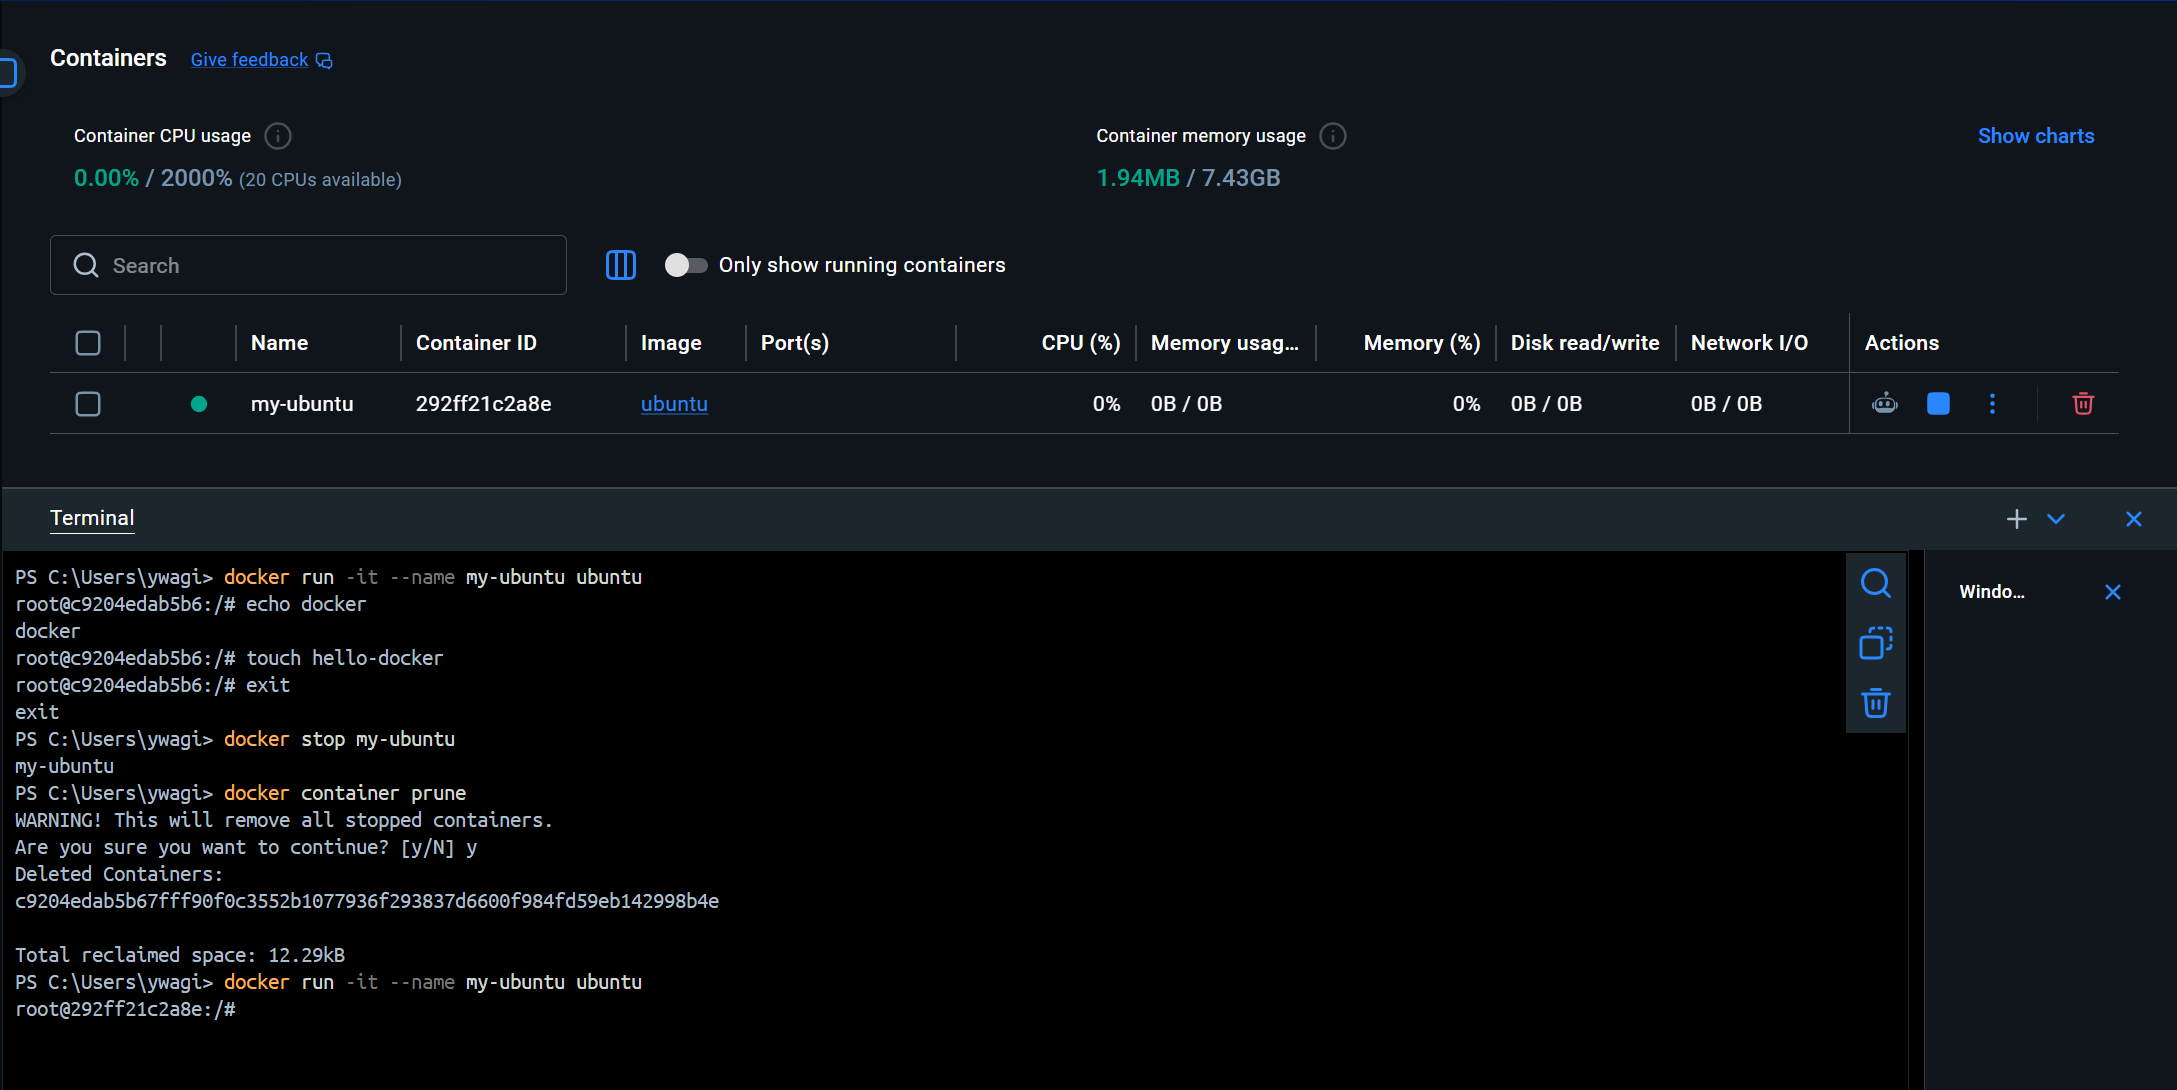 Containers Give feedback
Container CPU usage
0.00% / 2000% (20 CPUs available)
Container memory usage
1.94MB / 7.43GB
Show charts
Search
Only show running containers
Name Container ID Image Port(s) CPU (%) Memory usag... Memory (%) Disk read/write Network I/O Actions
my-ubuntu 292ff21c2a8e ubuntu 0% 0B / 0B 0% 0B / 0B 0B / 0B
Terminal
PS C:\Users\ywagi> docker run -it --name my-ubuntu ubuntu
root@c9204edab5b6:/# echo docker
docker
root@c9204edab5b6:/# touch hello-docker
root@c9204edab5b6:/# exit
exit
PS C:\Users\ywagi> docker stop my-ubuntu
my-ubuntu
PS C:\Users\ywagi> docker container prune
WARNING! This will remove all stopped containers.
Are you sure you want to continue? [y/N] y
Deleted Containers:
c9204edab5b67fff90f0c3552b1077936f293837d6600f984fd59eb142998b4e
Total reclaimed space: 12.29kB
PS C:\Users\ywagi> docker run -it --name my-ubuntu ubuntu
root@292ff21c2a8e:/#
Windo...